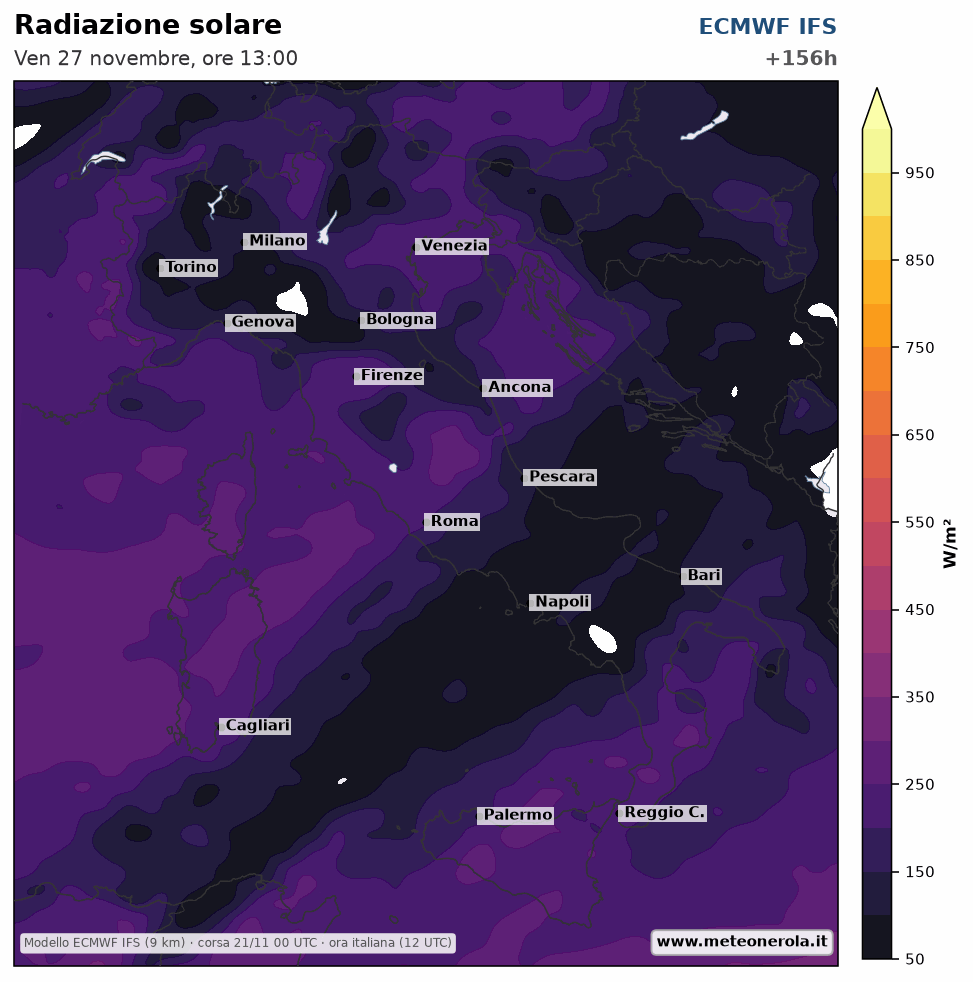 Radiazione solare
ECMWF IFS
Ven 27 novembre, ore 13:00
+156h
Milano
Venezia
Torino
Genova
Bologna
Firenze
Ancona
Pescara
Roma
Bari
Napoli
Cagliari
Palermo
Reggio C.
950
850
750
650
550
450
350
250
150
50
W/m²
Modello ECMWF IFS (9 km) · corsa 21/11 00 UTC · ora italiana (12 UTC)
www.meteonerola.it